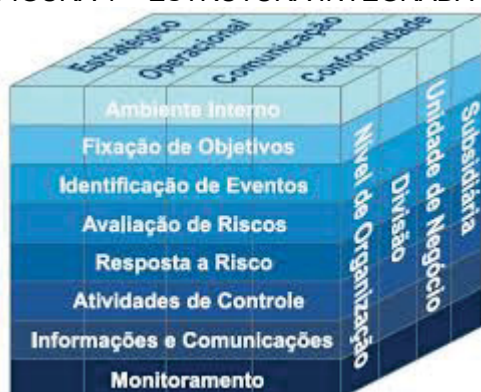 Estratégico
Operacional
Comunicação
Conformidade
Ambiente Interno
Fixação de Objetivos
Identificação de Eventos
Avaliação de Riscos
Resposta a Risco
Atividades de Controle
Informações e Comunicações
Monitoramento
Nível de Organização
Divisão
Unidade de Negócio
Subsidiária